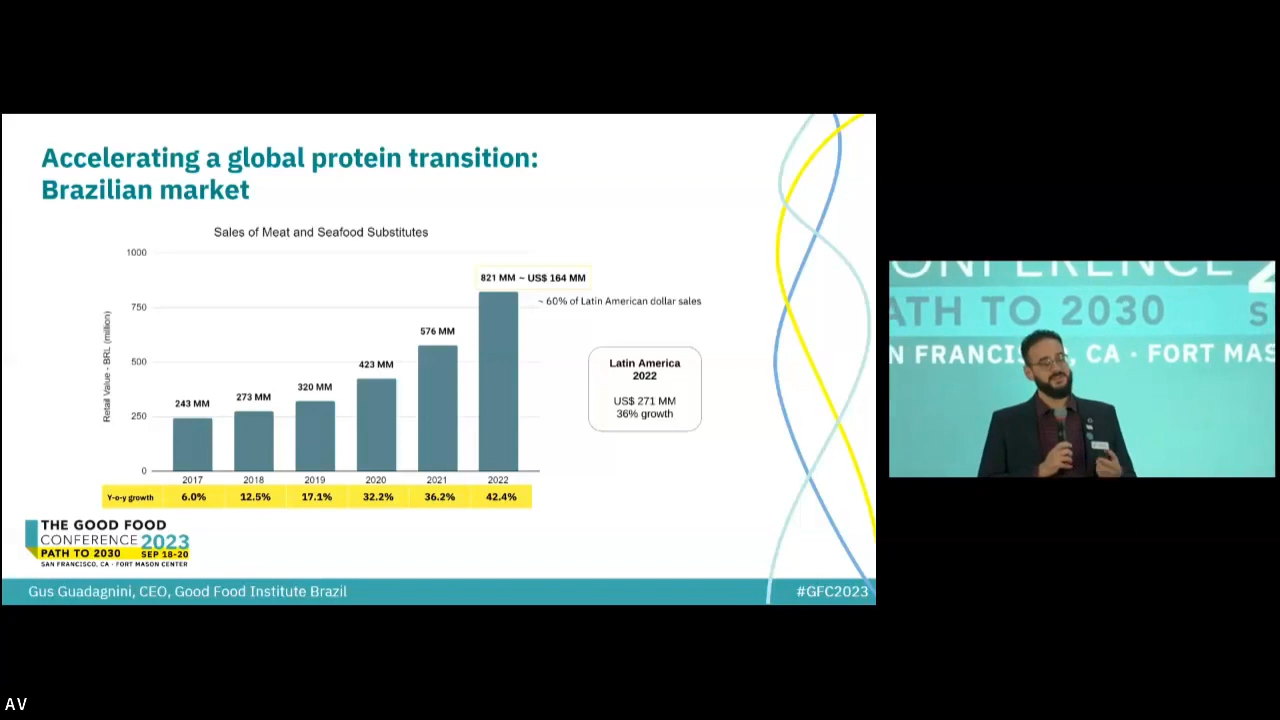 Accelerating a global protein transition:
Brazilian market
Sales of Meat and Seafood Substitutes
Retail Value - BRL (million)
1000
750
500
250
0
243 MM
273 MM
320 MM
423 MM
576 MM
821 MM ~ US$ 164 MM
~ 60% of Latin American dollar sales
Latin America
2022
US$ 271 MM
36% growth
2017 2018 2019 2020 2021 2022
Y-o-y growth 6.0% 12.5% 17.1% 32.2% 36.2% 42.4%
THE GOOD FOOD
CONFERENCE 2023
PATH TO 2030 SEP 18-20
SAN FRANCISCO, CA · FORT MASON CENTER
Gus Guadagnini, CEO, Good Food Institute Brazil
#GFC2023
ONFERENCE 2
ATH TO 2030 S
N FRANCIS , CA · FORT MAS
AV